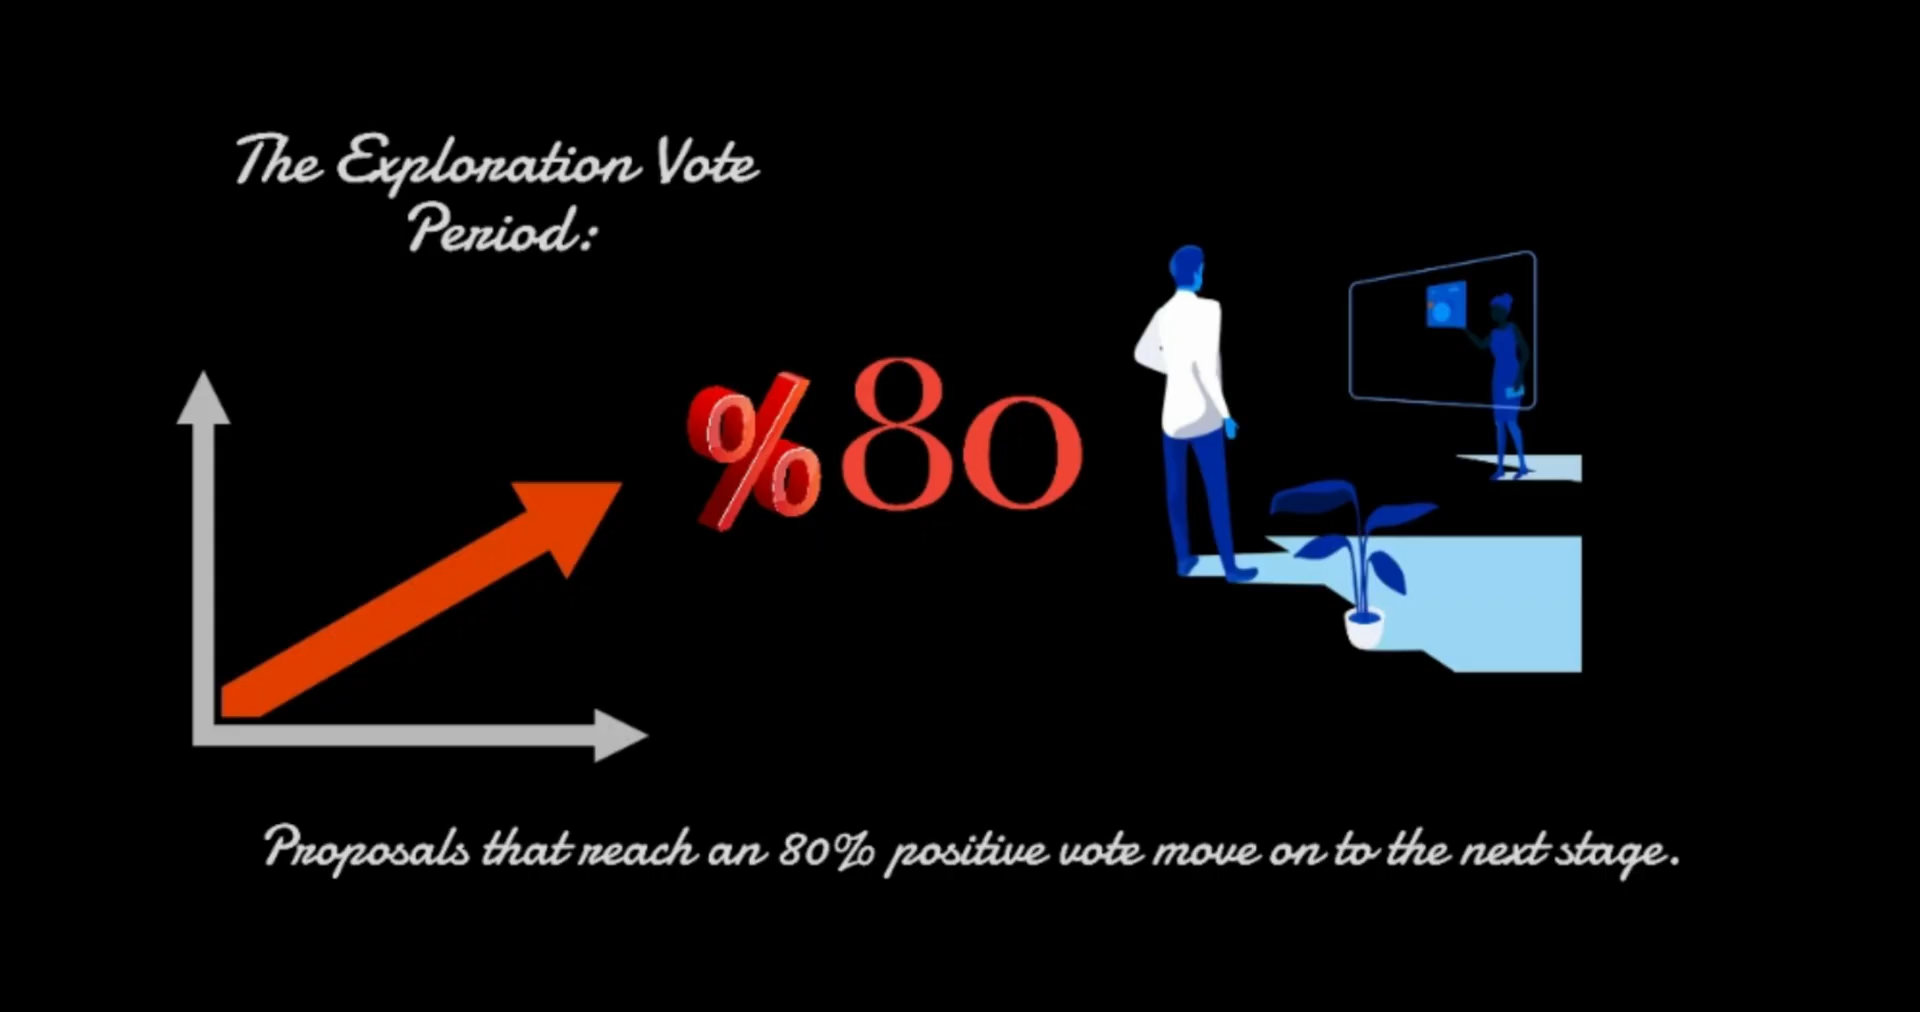 The Exploration Vote
Period:
%80
Proposals that reach an 80% positive vote move on to the next stage.